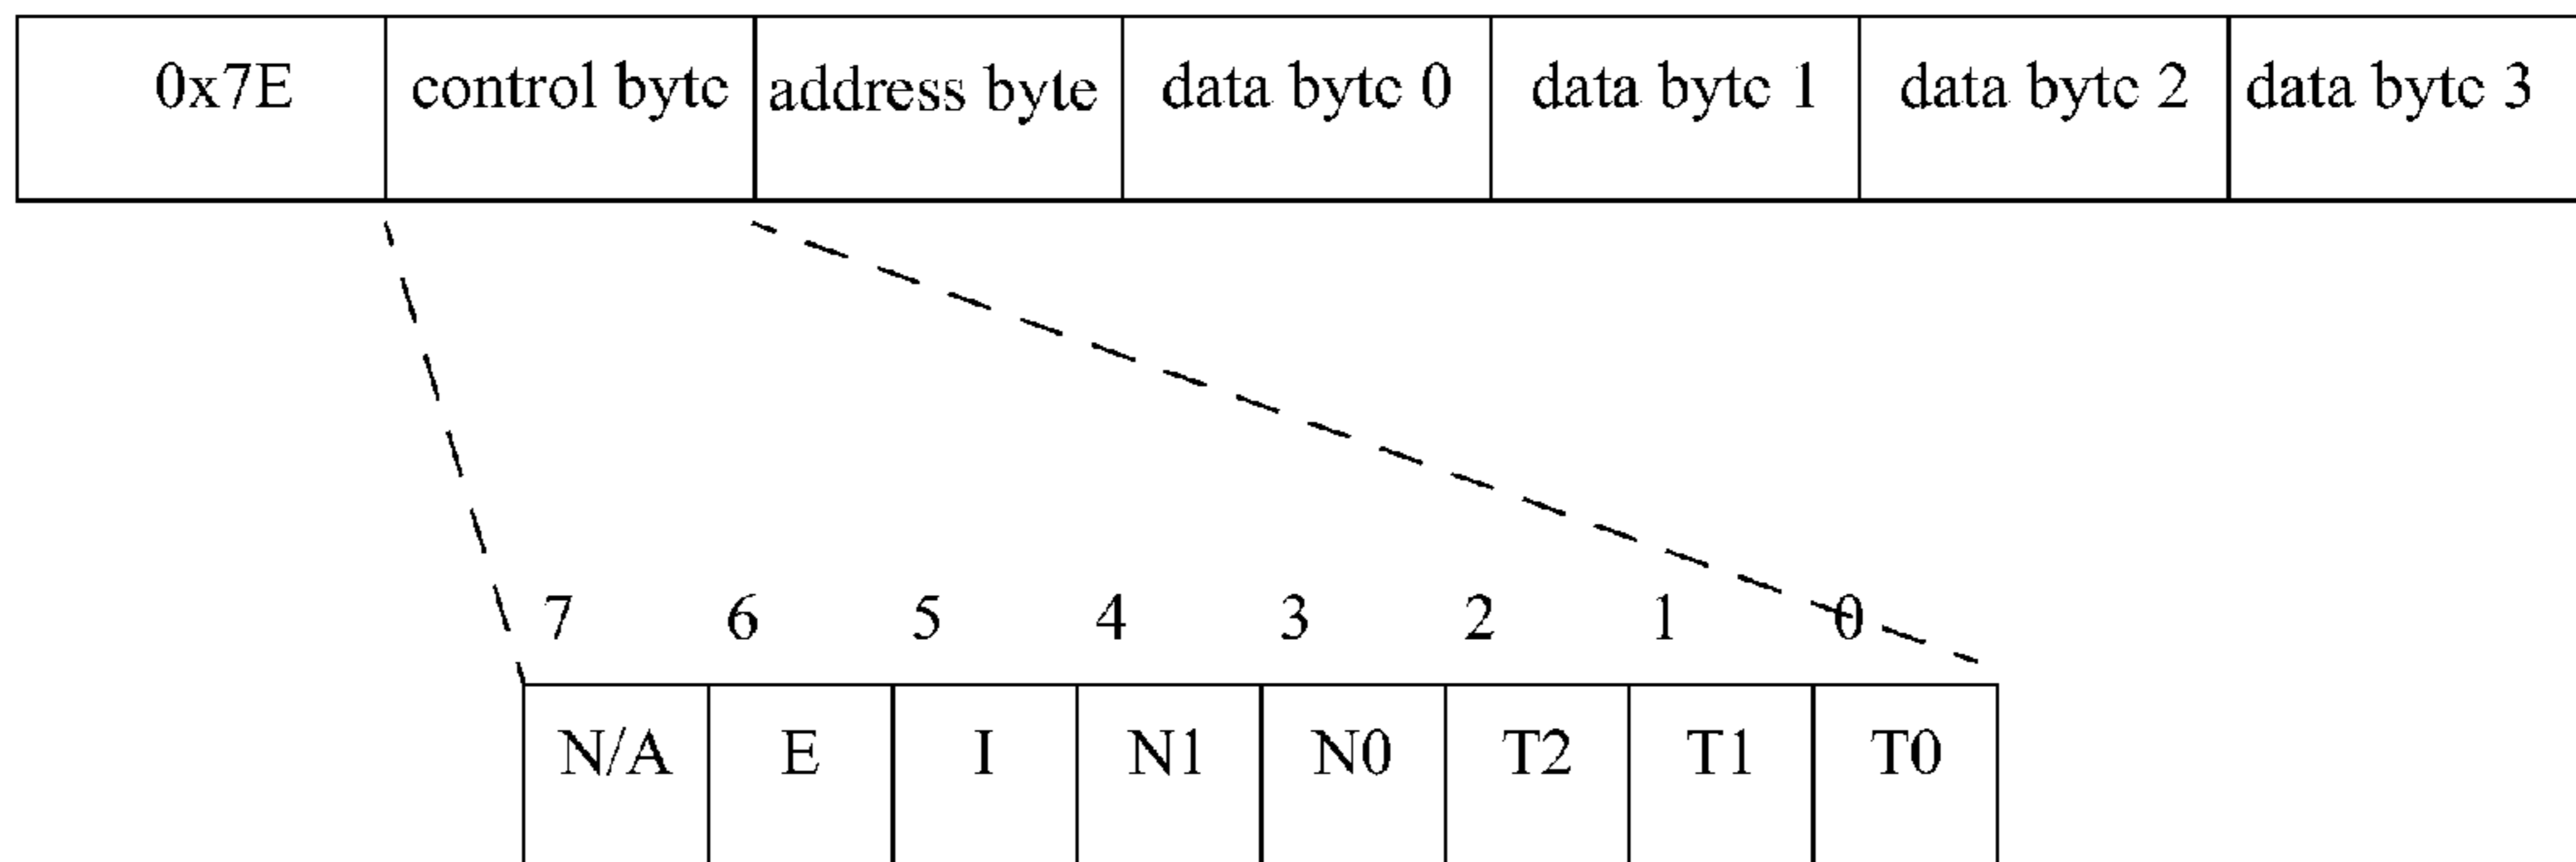 0x7E control byte address byte data byte 0 data byte 1 data byte 2 data byte 3
7 6 5 4 3 2 1 0
N/A E I N1 N0 T2 T1 T0